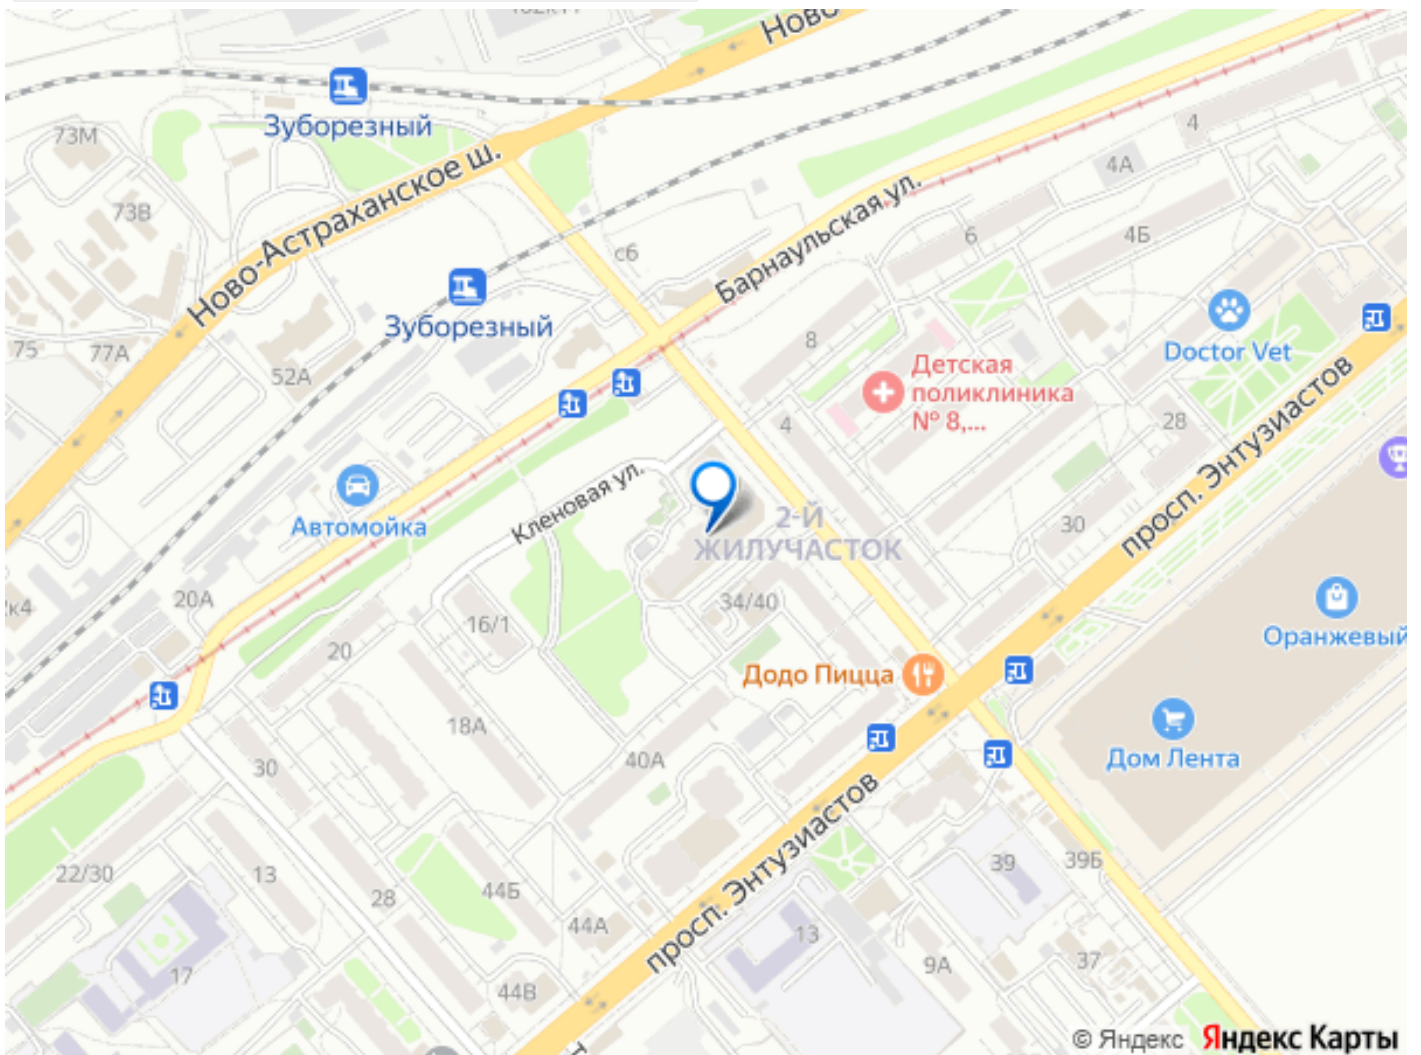 Ново
Зуборезный
73М
Ново-Астраханское ш.
4
4А
73В
Барнаульская ул.
6
4Б
с6
Зуборезный
75
77А
52А
8
Doctor Vet
Детская
поликлиника
№ 8,...
просп. Энтузиастов
28
4
Автомойка
Кленовая ул.
2-Й
ЖИЛУЧАСТОК
30
20А
16/1
34/40
Оранжевый
20
Додо Пицца
18А
40А
Дом Лента
30
просп. Энтузиастов
22/30
13
28
44Б
39
39Б
44А
13
17
9А
37
44В
© Яндекс Яндекс Карты